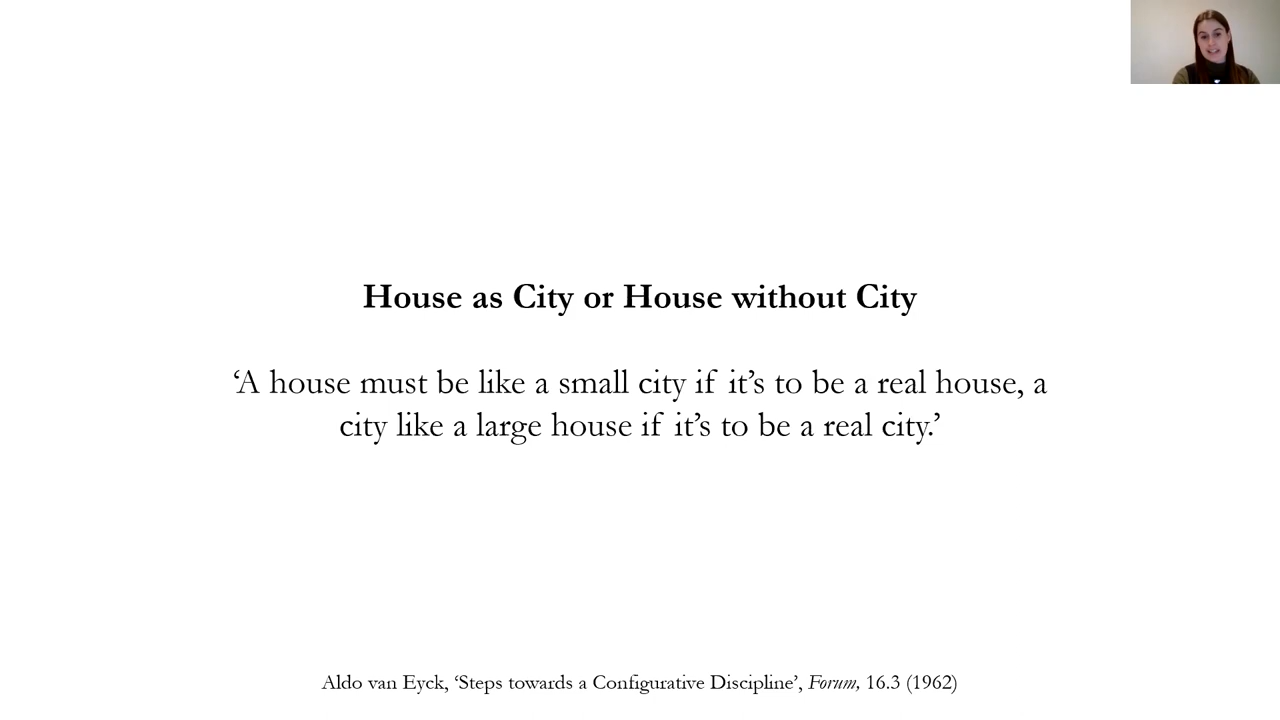 House as City or House without City
‘A house must be like a small city if it’s to be a real house, a
city like a large house if it’s to be a real city.’
Aldo van Eyck, ‘Steps towards a Configurative Discipline’, Forum, 16.3 (1962)